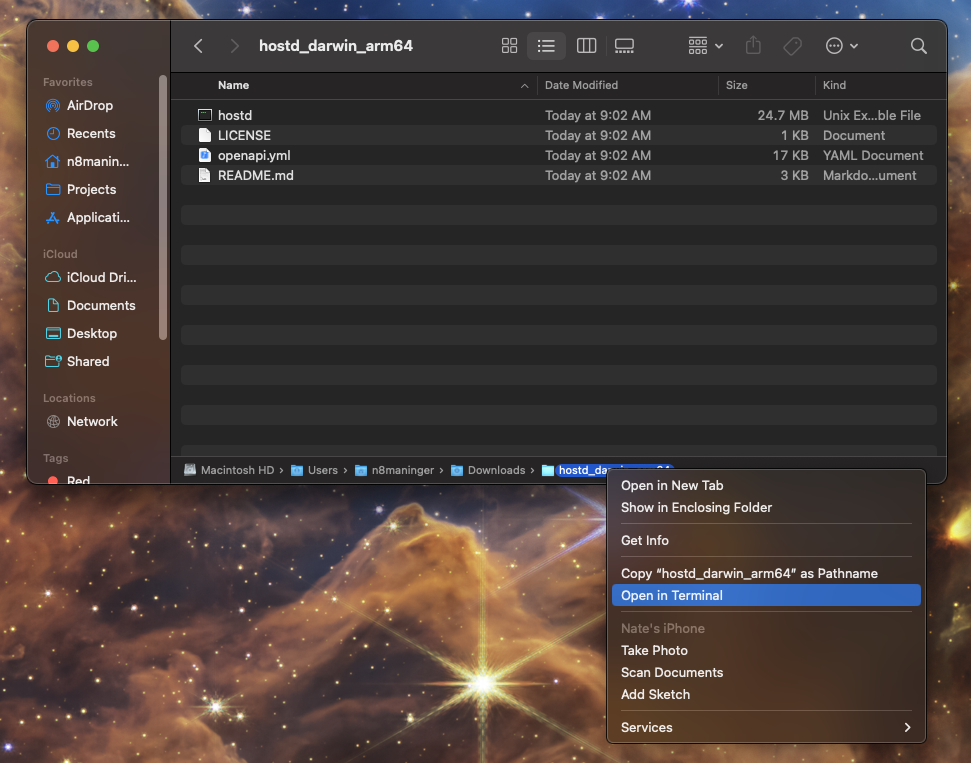 hostd_darwin_arm64
Favorites
AirDrop
Recents
n8manin...
Projects
Applicati...
iCloud
iCloud Dri...
Documents
Desktop
Shared
Locations
Network
Tags
Red
Name Date Modified Size Kind
hostd Today at 9:02 AM 24.7 MB Unix Ex...ble File
LICENSE Today at 9:02 AM 1 KB Document
openapi.yml Today at 9:02 AM 17 KB YAML Document
README.md Today at 9:02 AM 3 KB Markdo...ument
Macintosh HD › Users › n8maninger › Downloads › hostd_darwin_arm64
Open in New Tab
Show in Enclosing Folder
Get Info
Copy “hostd_darwin_arm64” as Pathname
Open in Terminal
Nate's iPhone
Take Photo
Scan Documents
Add Sketch
Services